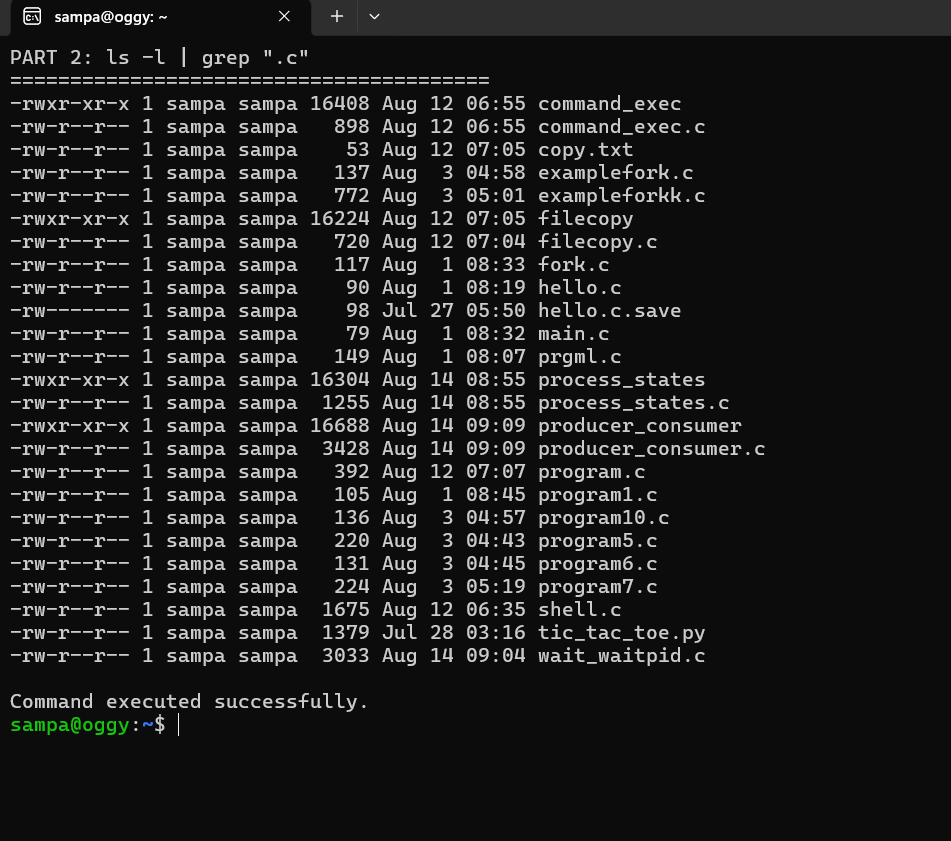 sampa@oggy: ~
PART 2: ls -l | grep ".c"
========================================
-rwxr-xr-x 1 sampa sampa 16408 Aug 12 06:55 command_exec
-rw-r--r-- 1 sampa sampa   898 Aug 12 06:55 command_exec.c
-rw-r--r-- 1 sampa sampa    53 Aug 12 07:05 copy.txt
-rw-r--r-- 1 sampa sampa   137 Aug  3 04:58 examplefork.c
-rw-r--r-- 1 sampa sampa   772 Aug  3 05:01 exampleforkk.c
-rwxr-xr-x 1 sampa sampa 16224 Aug 12 07:05 filecopy
-rw-r--r-- 1 sampa sampa   720 Aug 12 07:04 filecopy.c
-rw-r--r-- 1 sampa sampa   117 Aug  1 08:33 fork.c
-rw-r--r-- 1 sampa sampa    90 Aug  1 08:19 hello.c
-rw------- 1 sampa sampa    98 Jul 27 05:50 hello.c.save
-rw-r--r-- 1 sampa sampa    79 Aug  1 08:32 main.c
-rw-r--r-- 1 sampa sampa   149 Aug  1 08:07 prgml.c
-rwxr-xr-x 1 sampa sampa 16304 Aug 14 08:55 process_states
-rw-r--r-- 1 sampa sampa  1255 Aug 14 08:55 process_states.c
-rwxr-xr-x 1 sampa sampa 16688 Aug 14 09:09 producer_consumer
-rw-r--r-- 1 sampa sampa  3428 Aug 14 09:09 producer_consumer.c
-rw-r--r-- 1 sampa sampa   392 Aug 12 07:07 program.c
-rw-r--r-- 1 sampa sampa   105 Aug  1 08:45 program1.c
-rw-r--r-- 1 sampa sampa   136 Aug  3 04:57 program10.c
-rw-r--r-- 1 sampa sampa   220 Aug  3 04:43 program5.c
-rw-r--r-- 1 sampa sampa   131 Aug  3 04:45 program6.c
-rw-r--r-- 1 sampa sampa   224 Aug  3 05:19 program7.c
-rw-r--r-- 1 sampa sampa  1675 Aug 12 06:35 shell.c
-rw-r--r-- 1 sampa sampa  1379 Jul 28 03:16 tic_tac_toe.py
-rw-r--r-- 1 sampa sampa  3033 Aug 14 09:04 wait_waitpid.c
Command executed successfully.
sampa@oggy:~$